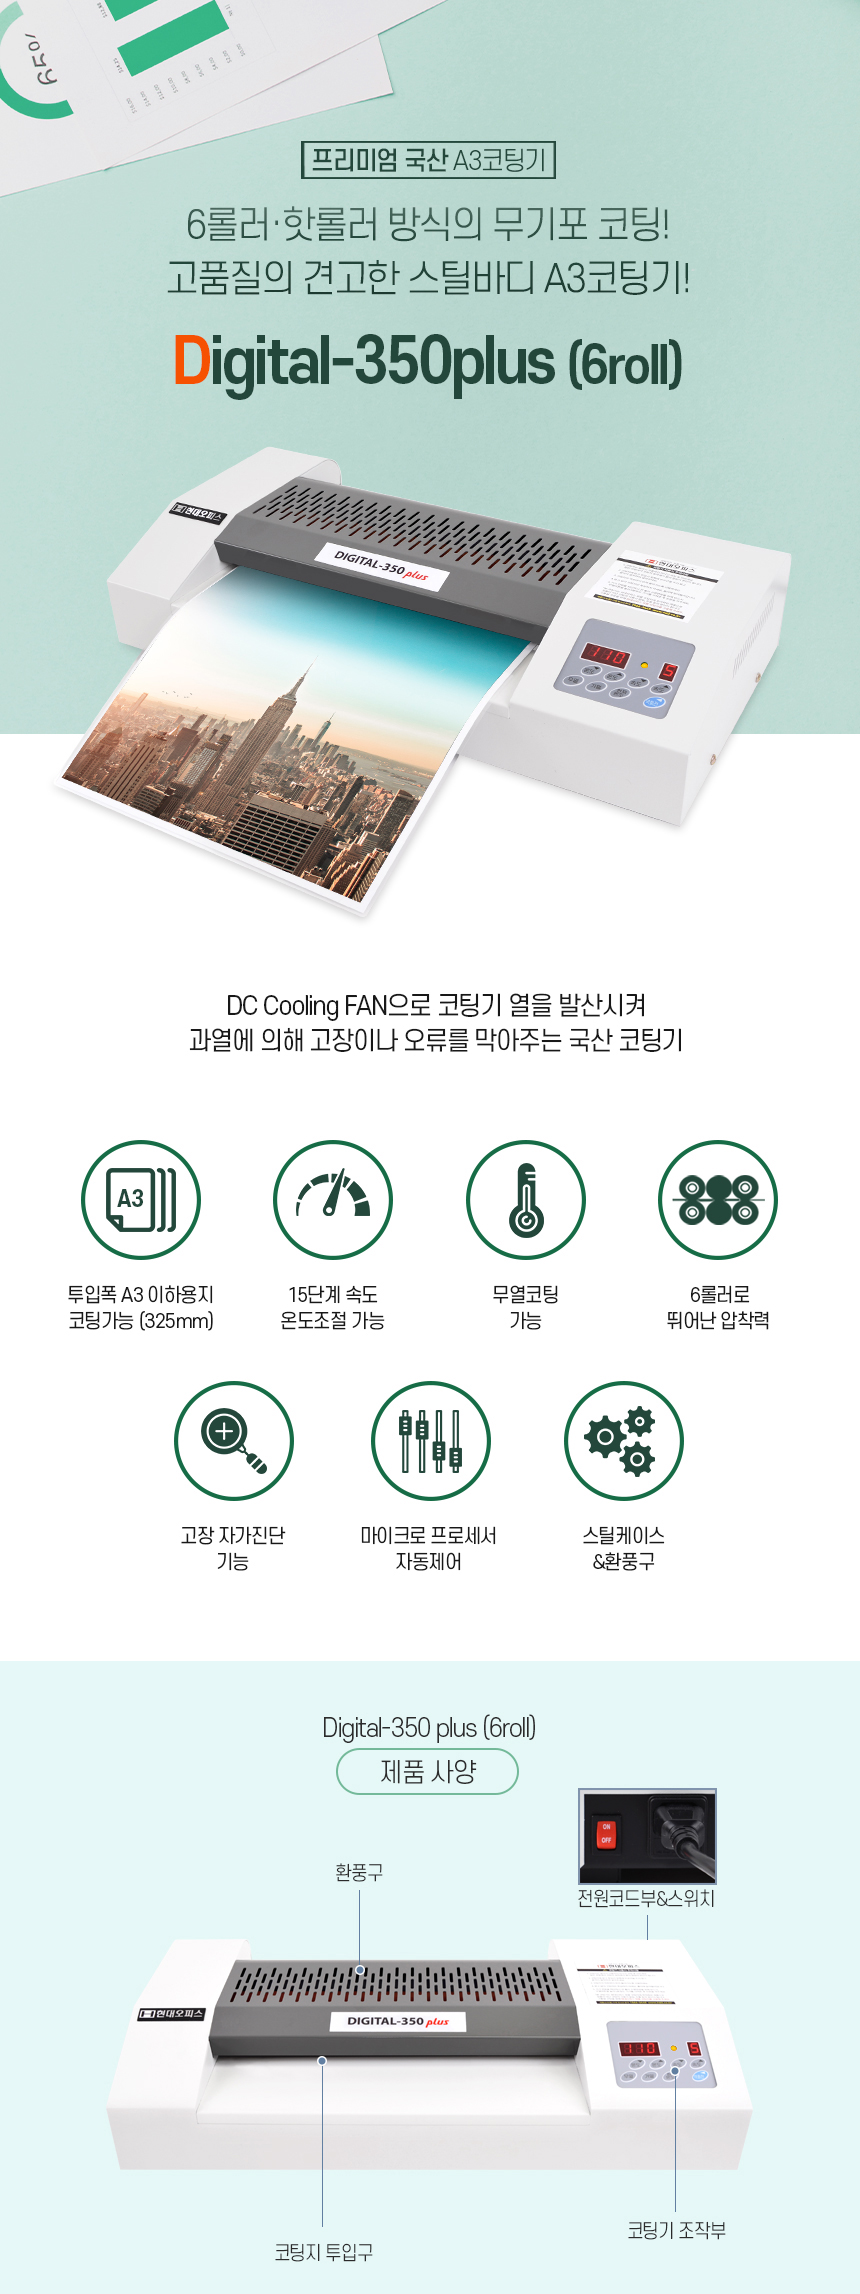 프리미엄 국산 A3코팅기
6롤러·핫롤러 방식의 무기포 코팅!
고품질의 견고한 스틸바디 A3코팅기!
Digital-350plus (6roll)
현대오피스
DIGITAL-350 plus
현대오피스
110
5
DC Cooling FAN으로 코팅기 열을 발산시켜
과열에 의해 고장이나 오류를 막아주는 국산 코팅기
A3
투입폭 A3 이하용지
코팅가능 (325mm)
15단계 속도
온도조절 가능
무열코팅
가능
6롤러로
뛰어난 압착력
고장 자가진단
기능
마이크로 프로세서
자동제어
스틸케이스
&환풍구
Digital-350 plus (6roll)
제품 사양
ON
OFF
환풍구
전원코드부&스위치
현대오피스
현대오피스
DIGITAL-350 plus
110
5
코팅기 조작부
코팅지 투입구